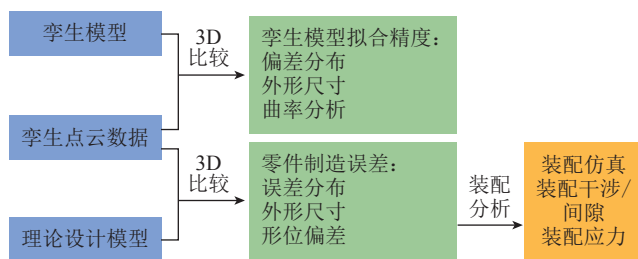 孪生模型
孪生点云数据
理论设计模型
3D
比较
孪生模型拟合精度：
偏差分布
外形尺寸
曲率分析
3D
比较
零件制造误差：
误差分布
外形尺寸
形位偏差
装配
分析
装配仿真
装配干涉/
间隙
装配应力